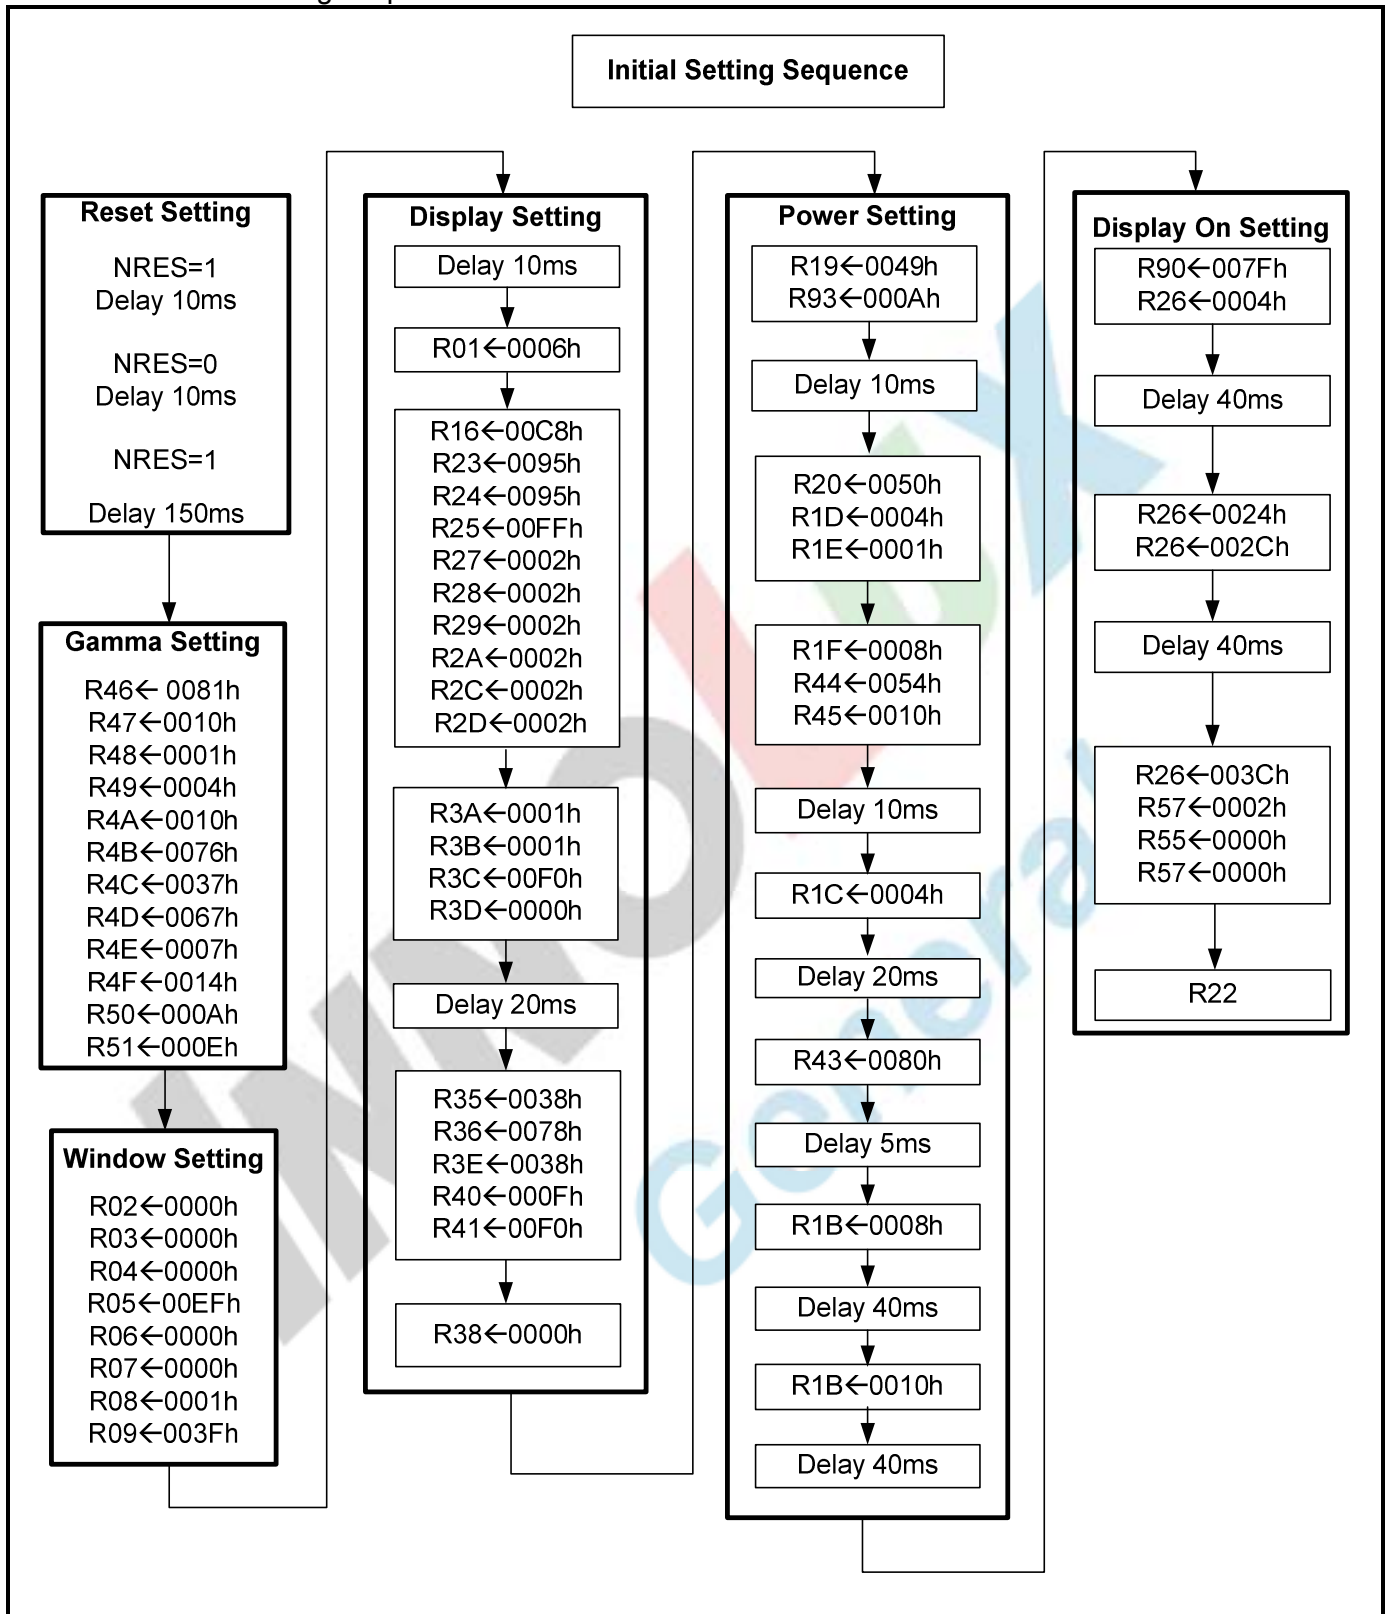 Initial Setting Sequence
Reset Setting
NRES=1
Delay 10ms
NRES=0
Delay 10ms
NRES=1
Delay 150ms
Gamma Setting
R46← 0081h
R47←0010h
R48←0001h
R49←0004h
R4A←0010h
R4B←0076h
R4C←0037h
R4D←0067h
R4E←0007h
R4F←0014h
R50←000Ah
R51←000Eh
Window Setting
R02←0000h
R03←0000h
R04←0000h
R05←00EFh
R06←0000h
R07←0000h
R08←0001h
R09←003Fh
Display Setting
Delay 10ms
R01←0006h
R16←00C8h
R23←0095h
R24←0095h
R25←00FFh
R27←0002h
R28←0002h
R29←0002h
R2A←0002h
R2C←0002h
R2D←0002h
R3A←0001h
R3B←0001h
R3C←00F0h
R3D←0000h
Delay 20ms
R35←0038h
R36←0078h
R3E←0038h
R40←000Fh
R41←00F0h
R38←0000h
Power Setting
R19←0049h
R93←000Ah
Delay 10ms
R20←0050h
R1D←0004h
R1E←0001h
R1F←0008h
R44←0054h
R45←0010h
Delay 10ms
R1C←0004h
Delay 20ms
R43←0080h
Delay 5ms
R1B←0008h
Delay 40ms
R1B←0010h
Delay 40ms
Display On Setting
R90←007Fh
R26←0004h
Delay 40ms
R26←0024h
R26←002Ch
Delay 40ms
R26←003Ch
R57←0002h
R55←0000h
R57←0000h
R22
INNOLUX
General